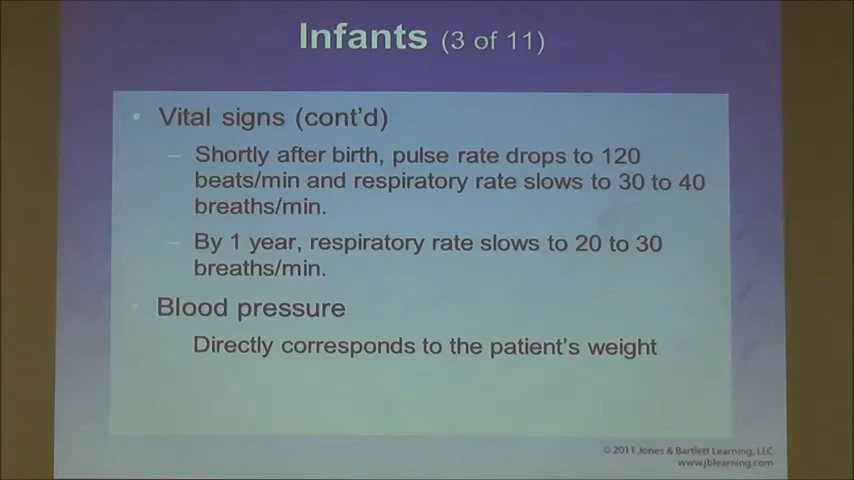 Infants (3 of 11)
• Vital signs (cont'd)
– Shortly after birth, pulse rate drops to 120
beats/min and respiratory rate slows to 30 to 40
breaths/min.
– By 1 year, respiratory rate slows to 20 to 30
breaths/min.
• Blood pressure
Directly corresponds to the patient's weight
© 2011 Jones & Bartlett Learning, LLC
www.jblearning.com